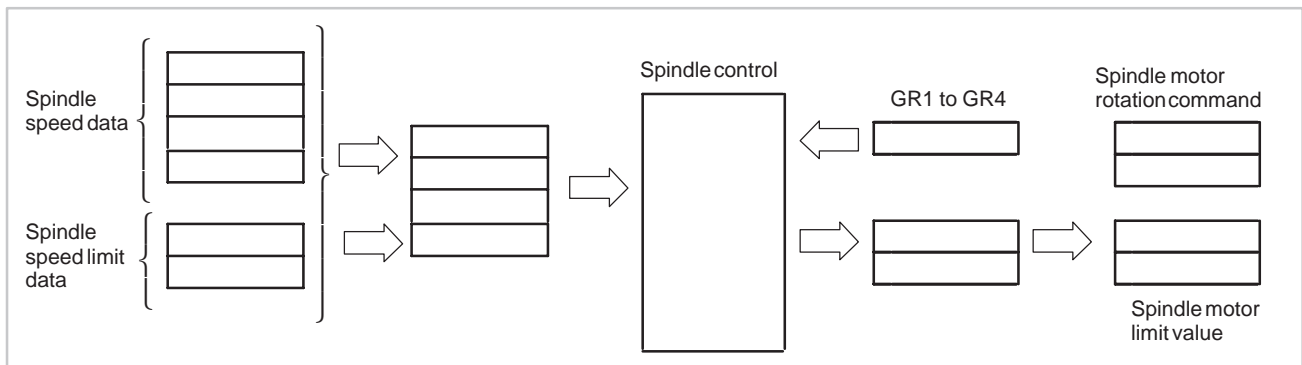 Spindle
speed data
Spindle
speed limit
data
Spindle control
GR1 to GR4
Spindle motor
rotation command
Spindle motor
limit value